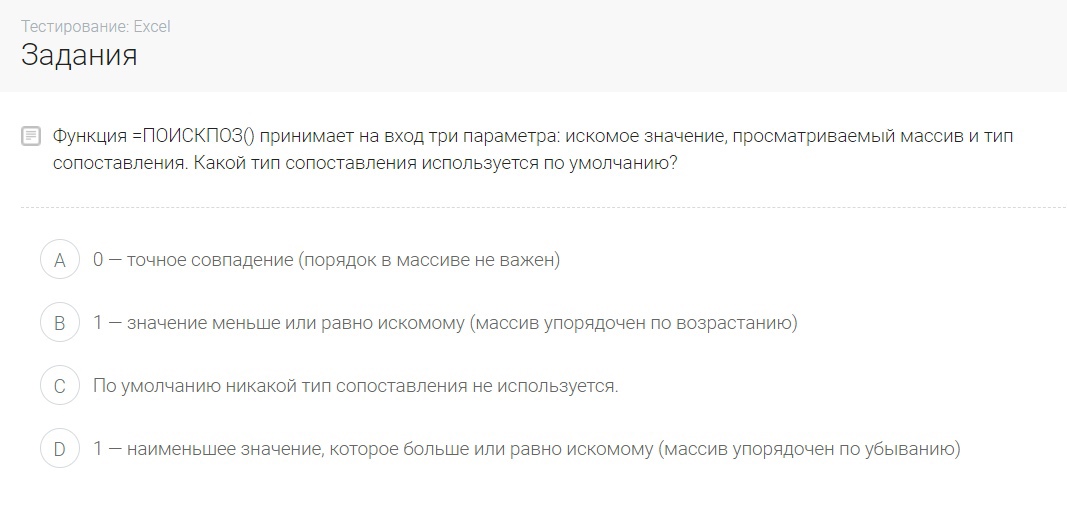 Тестирование: Excel
Задания
Функция =ПОИСКПОЗ() принимает на вход три параметра: искомое значение, просматриваемый массив и тип
сопоставления. Какой тип сопоставления используется по умолчанию?
A 0 — точное совпадение (порядок в массиве не важен)
B 1 — значение меньше или равно искомому (массив упорядочен по возрастанию)
C По умолчанию никакой тип сопоставления не используется.
D 1 — наименьшее значение, которое больше или равно искомому (массив упорядочен по убыванию)